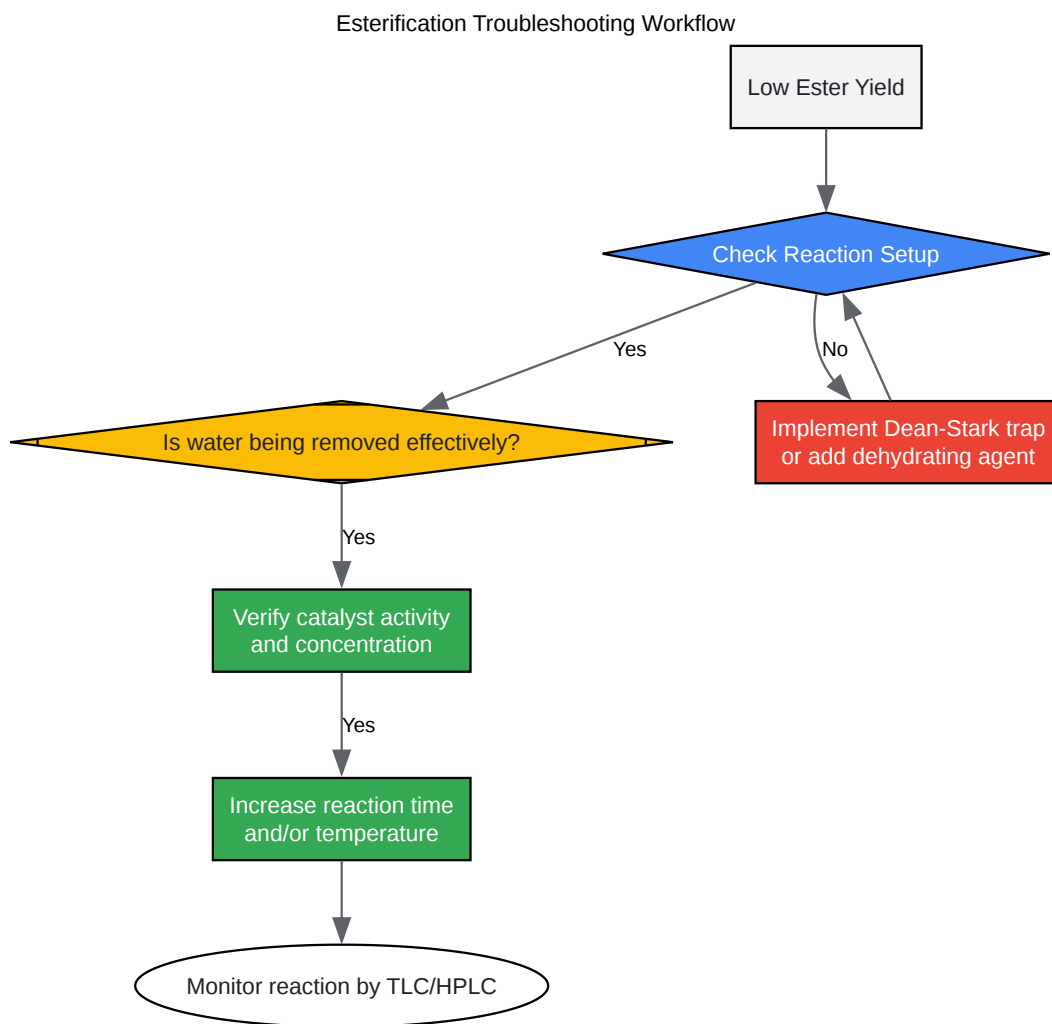 Esterification Troubleshooting Workflow
Low Ester Yield
Check Reaction Setup
Yes
No
Is water being removed effectively?
Implement Dean-Stark trap
or add dehydrating agent
Yes
Verify catalyst activity
and concentration
Yes
Increase reaction time
and/or temperature
Monitor reaction by TLC/HPLC